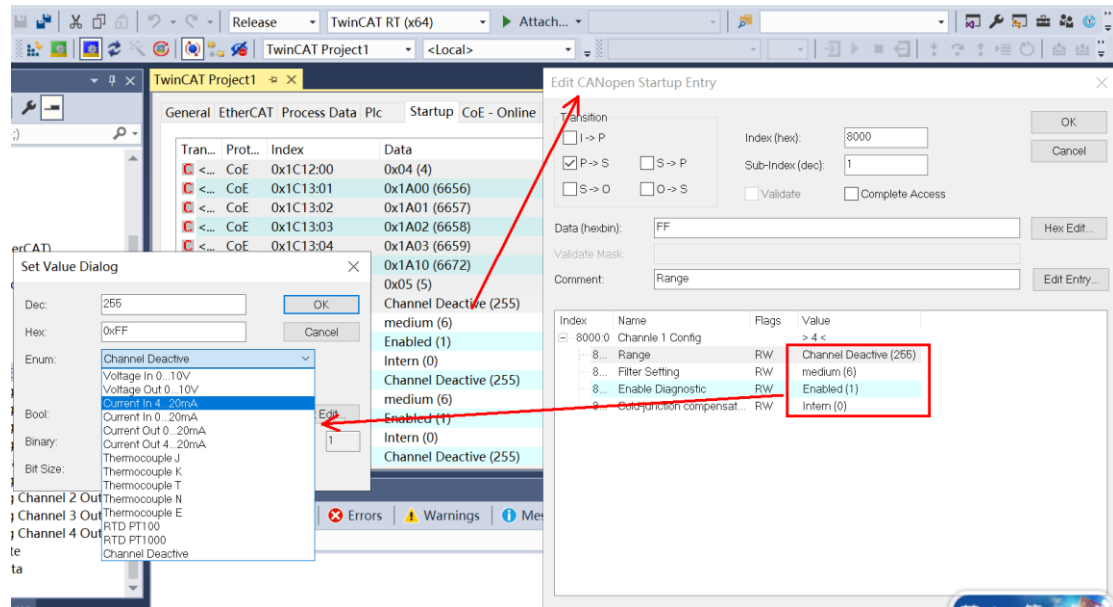 Release TwinCAT RT (x64) Attach...
TwinCAT Project1 <Local>
TwinCAT Project1
General EtherCAT Process Data Plc Startup CoE - Online
Tran... Prot... Index Data
C <... CoE 0x1C12:00 0x04 (4)
C <... CoE 0x1C13:01 0x1A00 (6656)
C <... CoE 0x1C13:02 0x1A01 (6657)
C <... CoE 0x1C13:03 0x1A02 (6658)
C <... CoE 0x1C13:04 0x1A03 (6659)
0x1A10 (6672)
0x05 (5)
Channel Deactive (255)
medium (6)
Enabled (1)
Intern (0)
Channel Deactive (255)
medium (6)
Enabled (1)
Intern (0)
Channel Deactive (255)
Errors Warnings
Channel 2 Out
Channel 3 Out
Channel 4 Out
Set Value Dialog
Dec: 255 OK
Hex: 0xFF Cancel
Enum: Channel Deactive
Voltage In 0...10V
Voltage Out 0...10V
Current In 4...20mA
Current In 0...20mA
Current Out 0...20mA
Current Out 4...20mA
Thermocouple J
Thermocouple K
Thermocouple T
Thermocouple N
Thermocouple E
RTD PT100
RTD PT1000
Channel Deactive
Bool: Edit...
Binary: 1
Bit Size:
Edit CANopen Startup Entry
Transition
I -> P
P -> S S -> P
S -> O O -> S
Index (hex): 8000
Sub-Index (dec): 1
Validate Complete Access
OK
Cancel
Data (hexbin): FF Hex Edit...
Validate Mask:
Comment: Range Edit Entry...
Index Name Flags Value
8000:0 Channle 1 Config > 4 <
8... Range RW Channel Deactive (255)
8... Filter Setting RW medium (6)
8... Enable Diagnostic RW Enabled (1)
8... Cold-junction compensat... RW Intern (0)